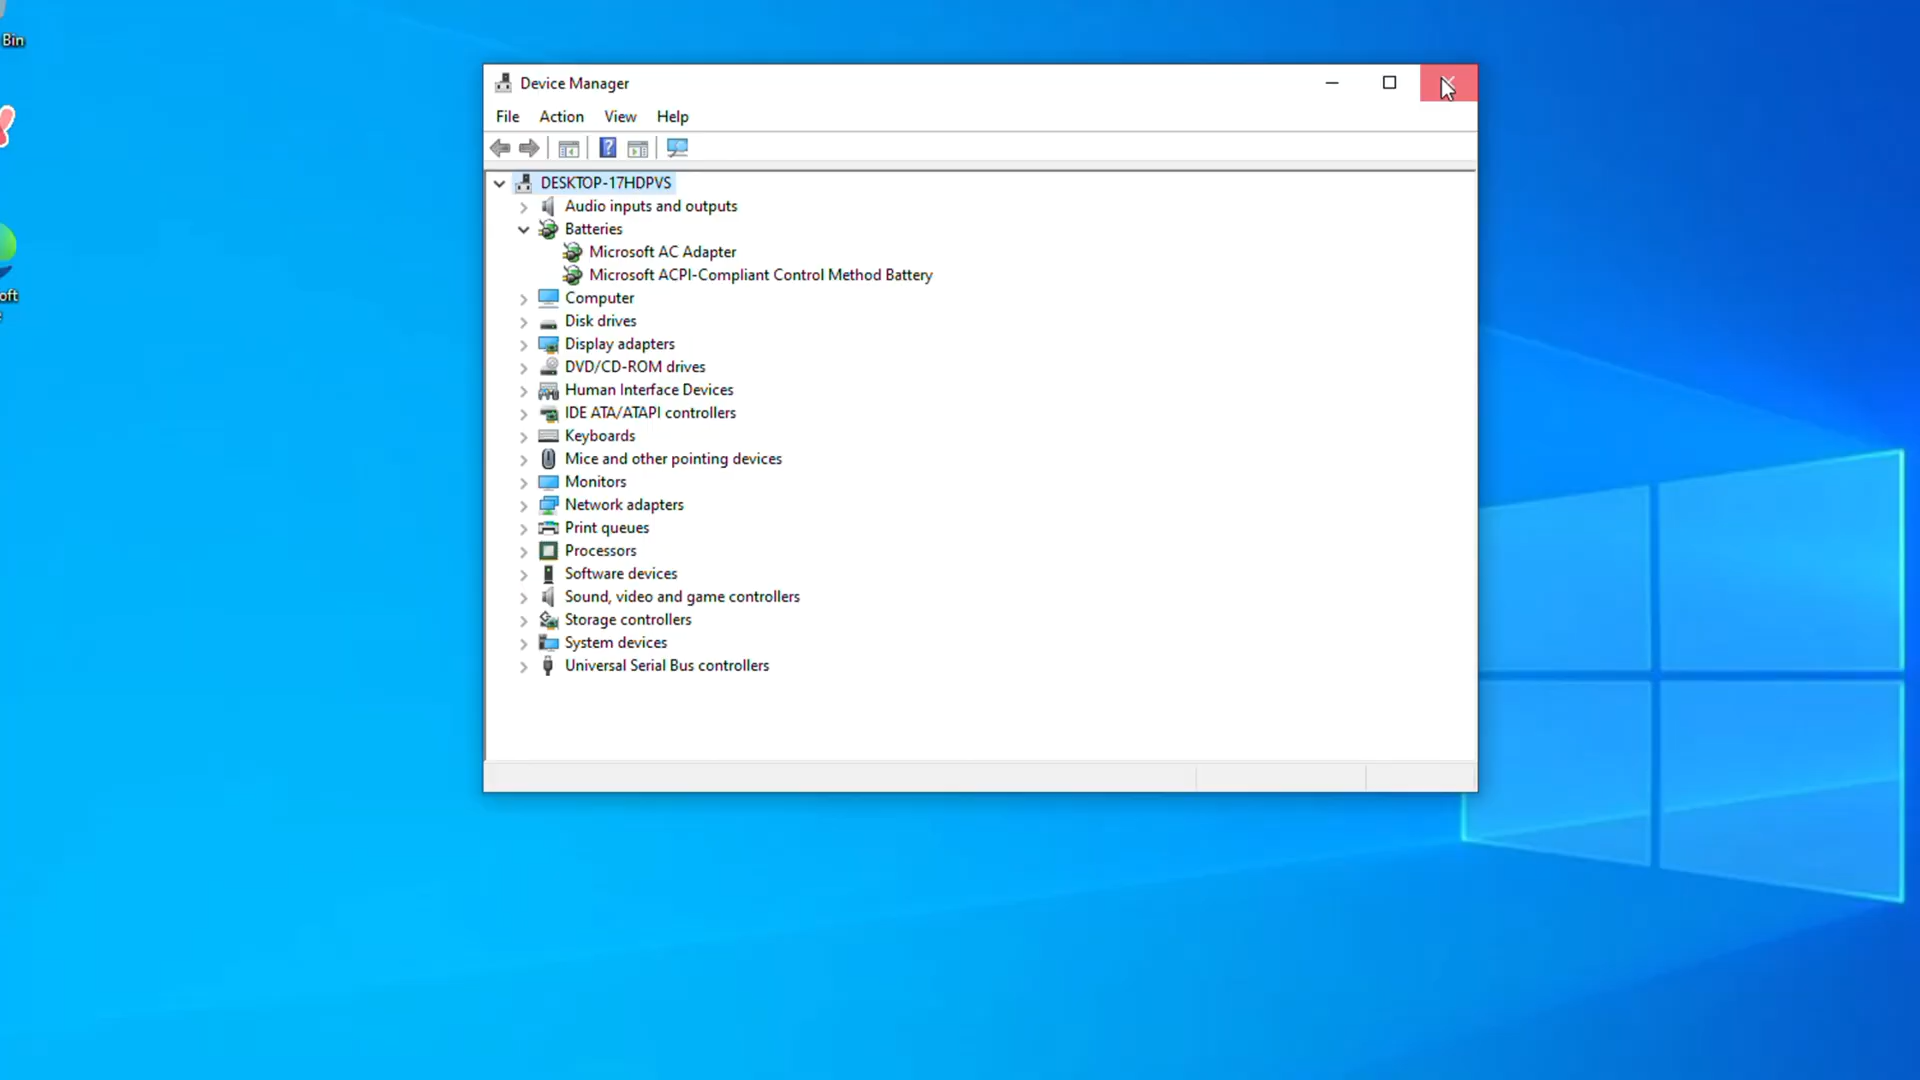 Bin
oft
Device Manager
File Action View Help
DESKTOP-17HDPVS
Audio inputs and outputs
Batteries
Microsoft AC Adapter
Microsoft ACPI-Compliant Control Method Battery
Computer
Disk drives
Display adapters
DVD/CD-ROM drives
Human Interface Devices
IDE ATA/ATAPI controllers
Keyboards
Mice and other pointing devices
Monitors
Network adapters
Print queues
Processors
Software devices
Sound, video and game controllers
Storage controllers
System devices
Universal Serial Bus controllers